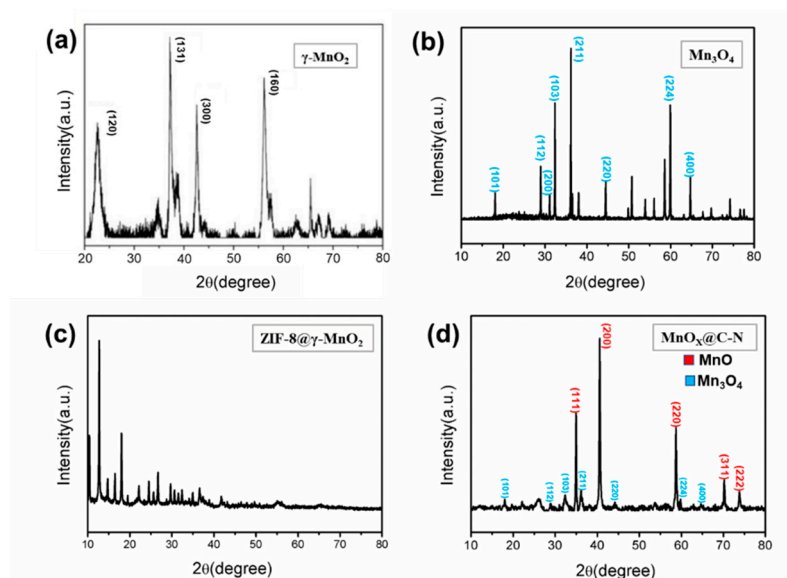 (a)
γ-MnO₂
(120)
(131)
(300)
(160)
Intensity(a.u.)
20 30 40 50 60 70 80
2θ(degree)
(b)
Mn₃O₄
(101)
(112)
(200)
(103)
(211)
(220)
(224)
(400)
Intensity(a.u.)
10 20 30 40 50 60 70 80
2θ(degree)
(c)
ZIF-8@γ-MnO₂
Intensity(a.u.)
10 20 30 40 50 60 70 80
2θ(degree)
(d)
MnOₓ@C-N
MnO
Mn₃O₄
(101)
(112)
(103)
(111)
(211)
(200)
(220)
(220)
(224)
(400)
(311)
(222)
Intensity(a.u.)
10 20 30 40 50 60 70 80
2θ(degree)